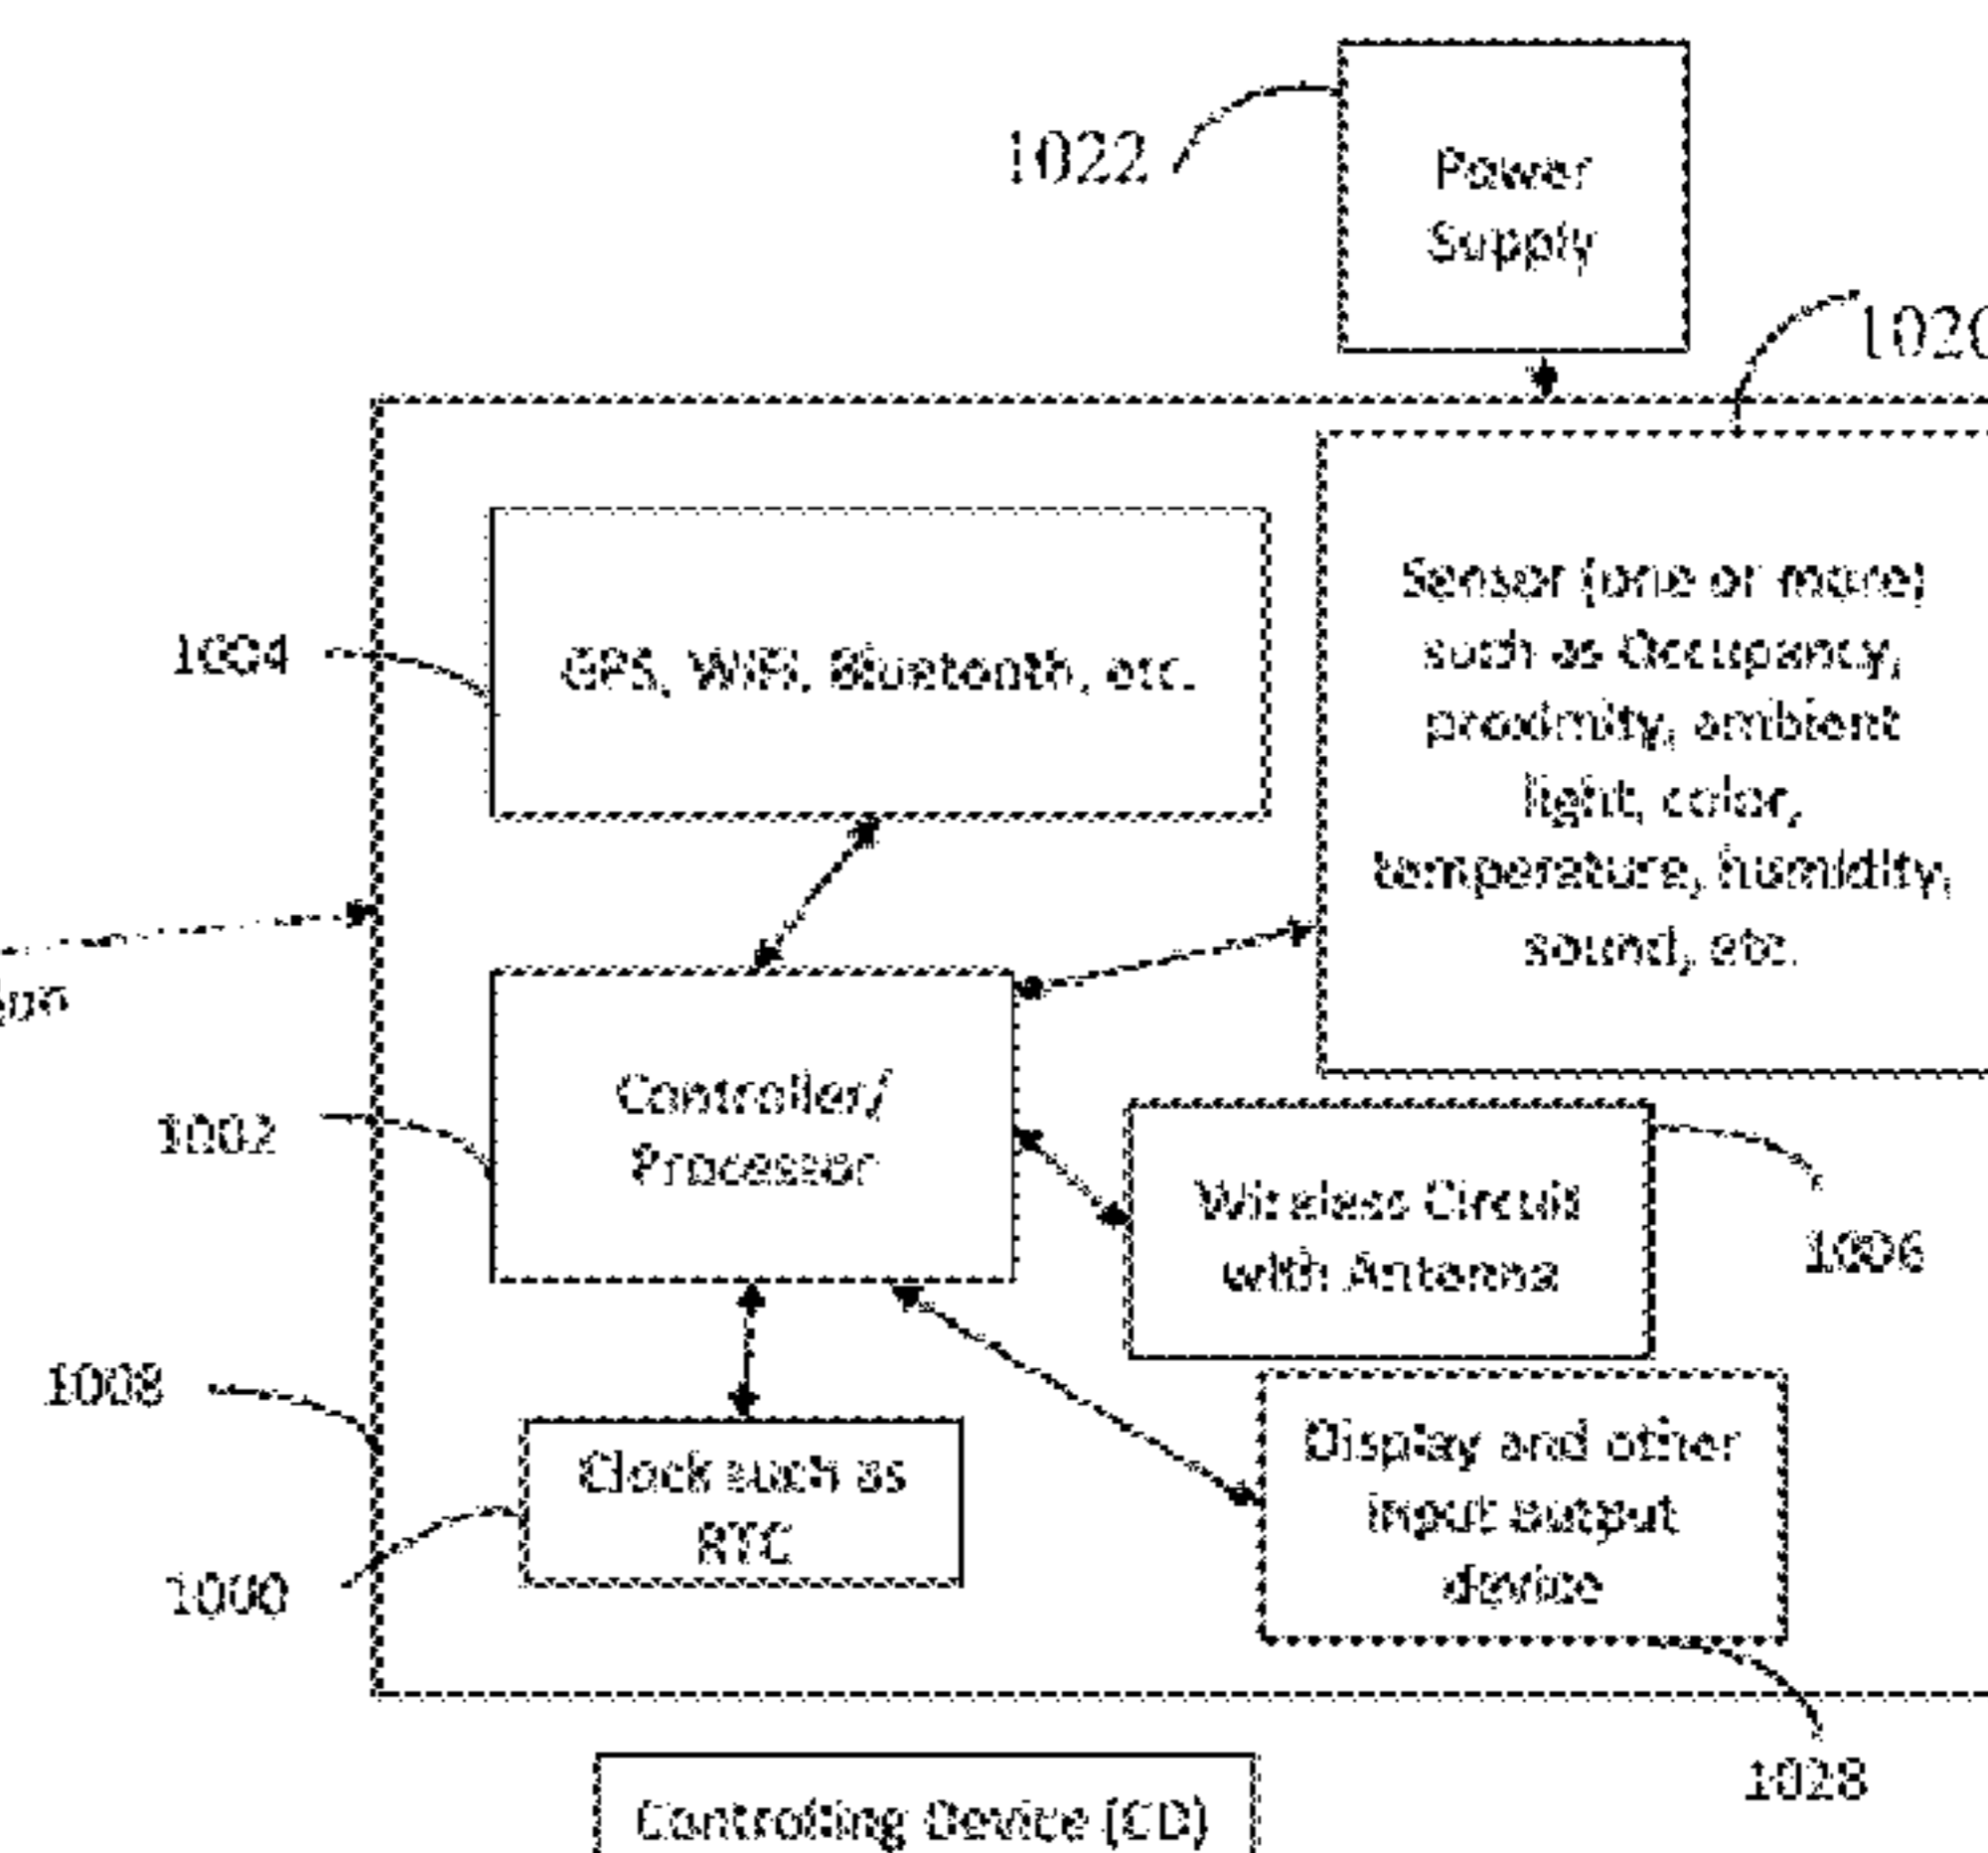 1022
Power
Supply
1020
1004
GPS, WiFi, Bluetooth, etc.
Sensor (one or more)
such as Occupancy,
proximity, ambient
light, color,
temperature, humidity,
sound, etc.
1002
Controller/
Processor
Wireless Circuit
with Antenna
1006
1008
Clock such as
RTC
1000
Display and other
input output
device
1028
Controlling Device (CD)